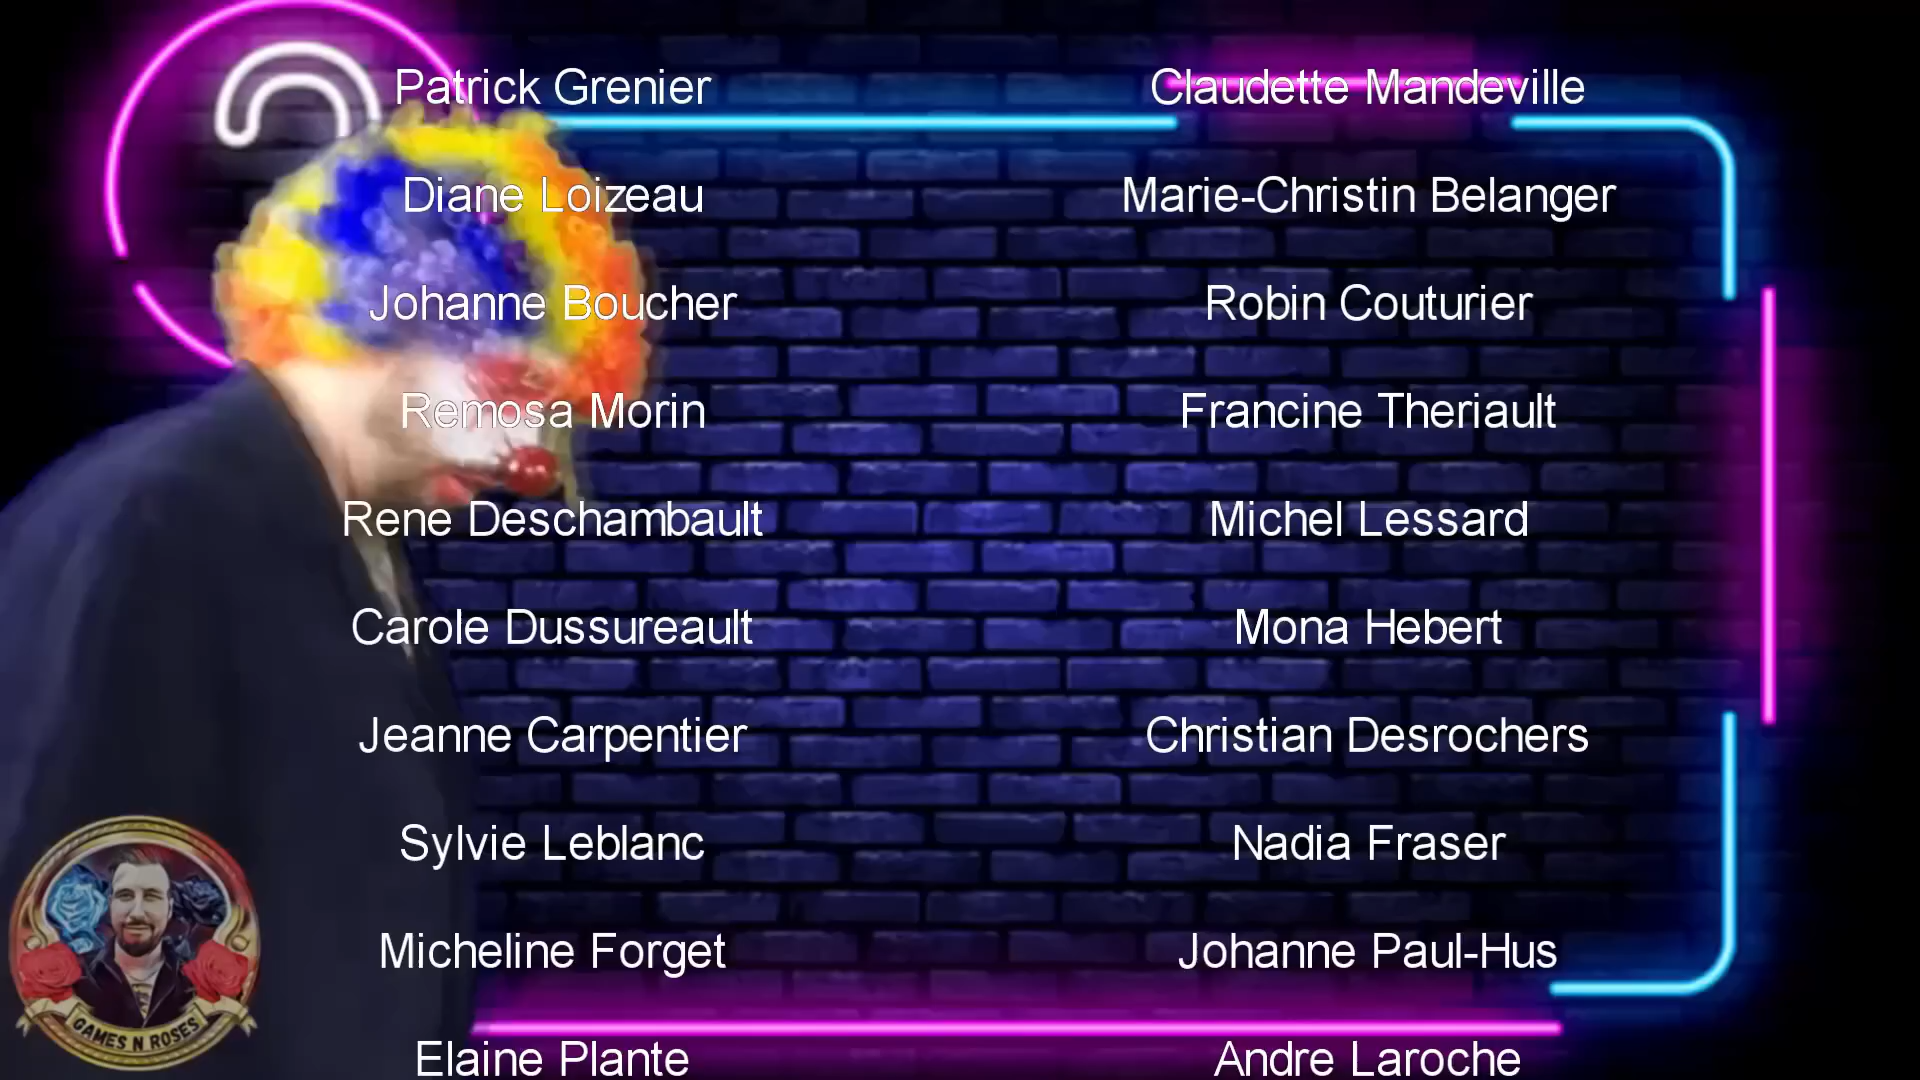 Patrick Grenier
Claudette Mandeville
Diane Loizeau
Marie-Christin Belanger
Johanne Boucher
Robin Couturier
Remosa Morin
Francine Theriault
Rene Deschambault
Michel Lessard
Carole Dussureault
Mona Hebert
Jeanne Carpentier
Christian Desrochers
Sylvie Leblanc
Nadia Fraser
Micheline Forget
Johanne Paul-Hus
Elaine Plante
Andre Laroche
GAMES N ROSES